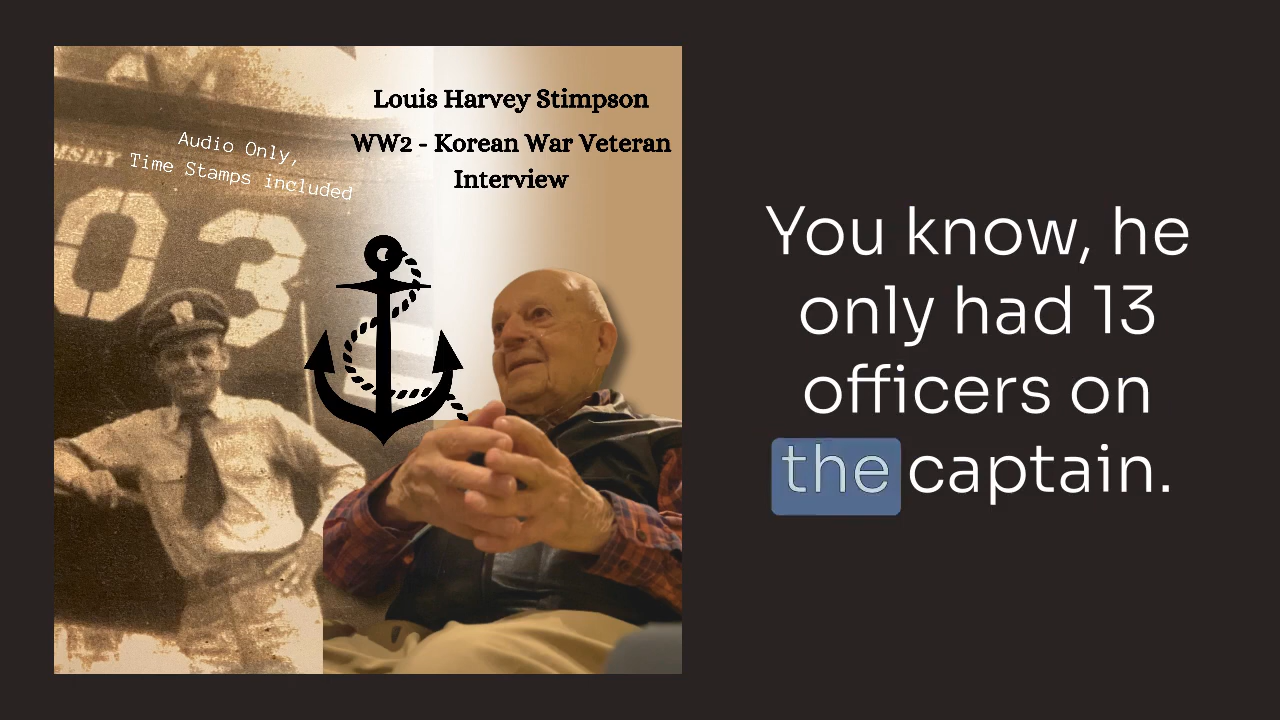 Louis Harvey Stimpson
WW2 - Korean War Veteran
Interview
Audio Only,
Time Stamps included
MSEY
03
You know, he
only had 13
officers on
the captain.